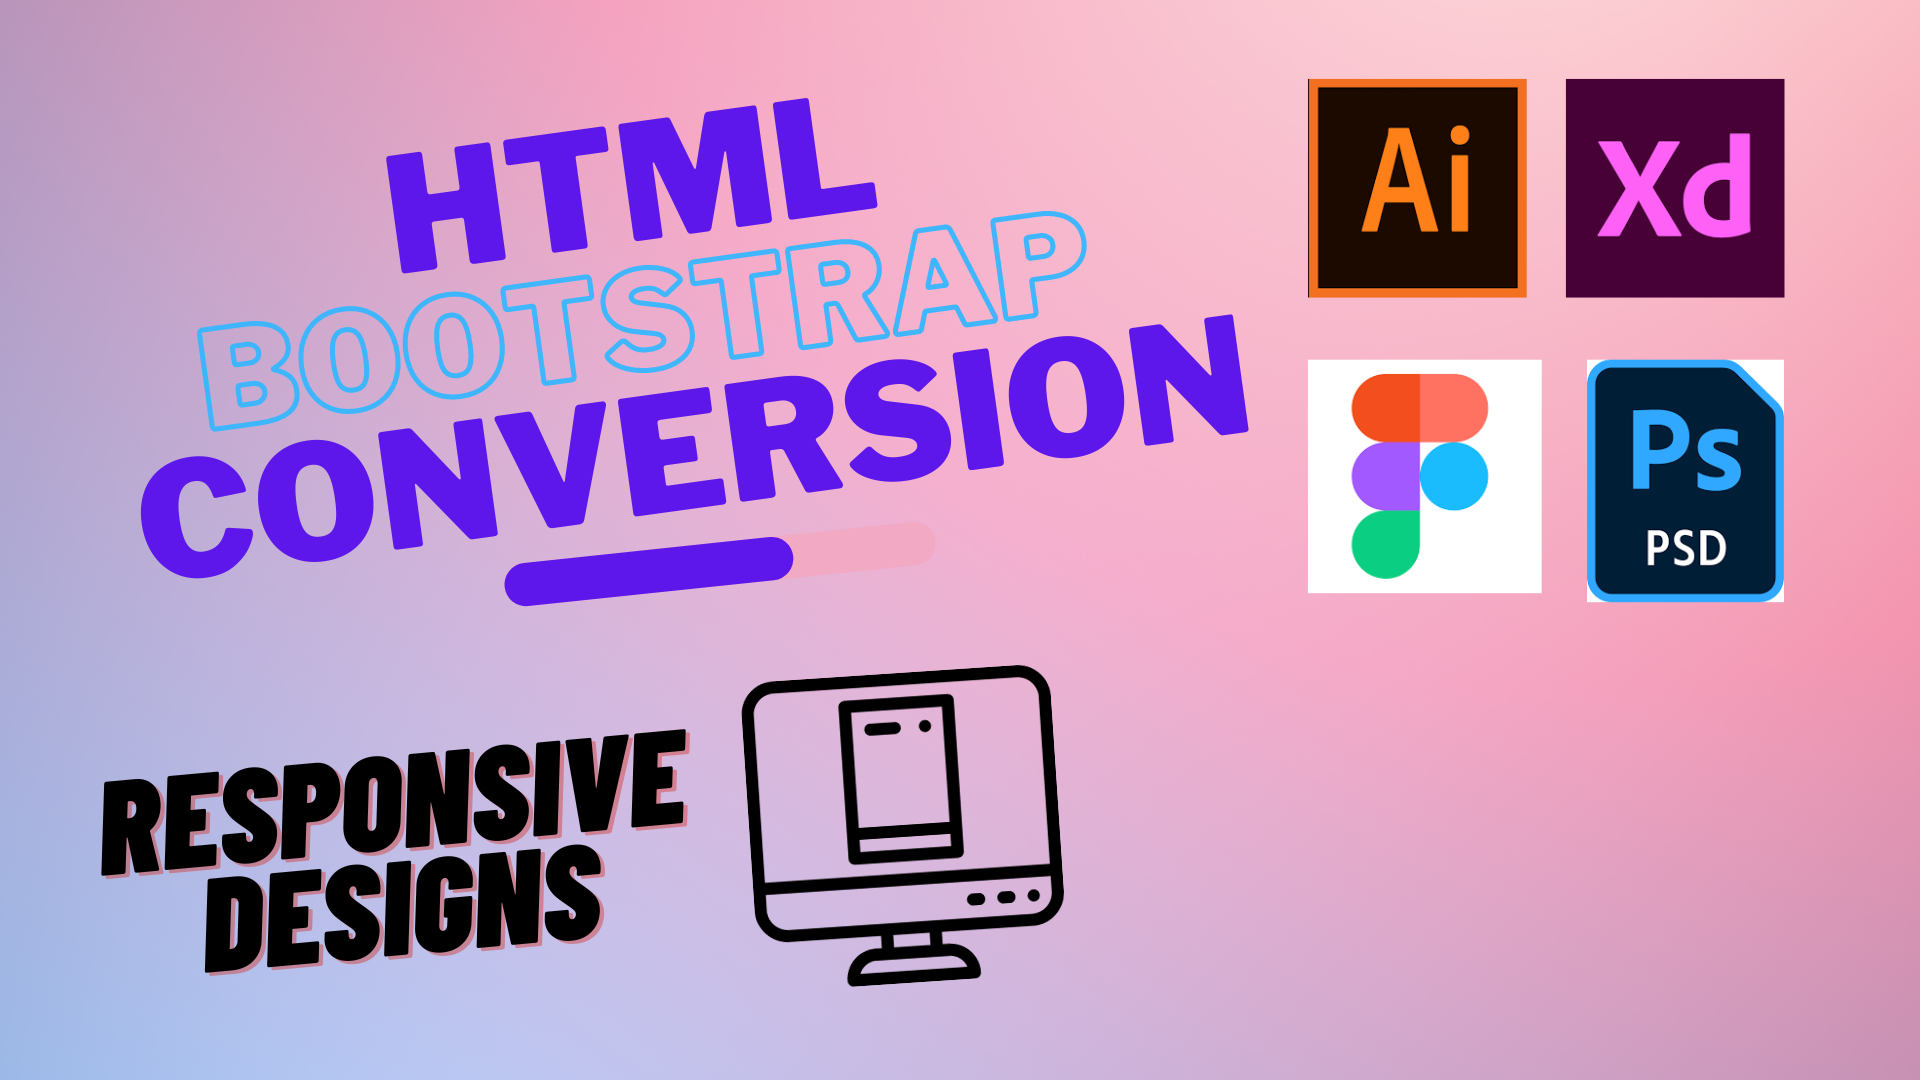 HTML
BOOTSTRAP
CONVERSION
RESPONSIVE
DESIGNS
Ai
Xd
Ps
PSD